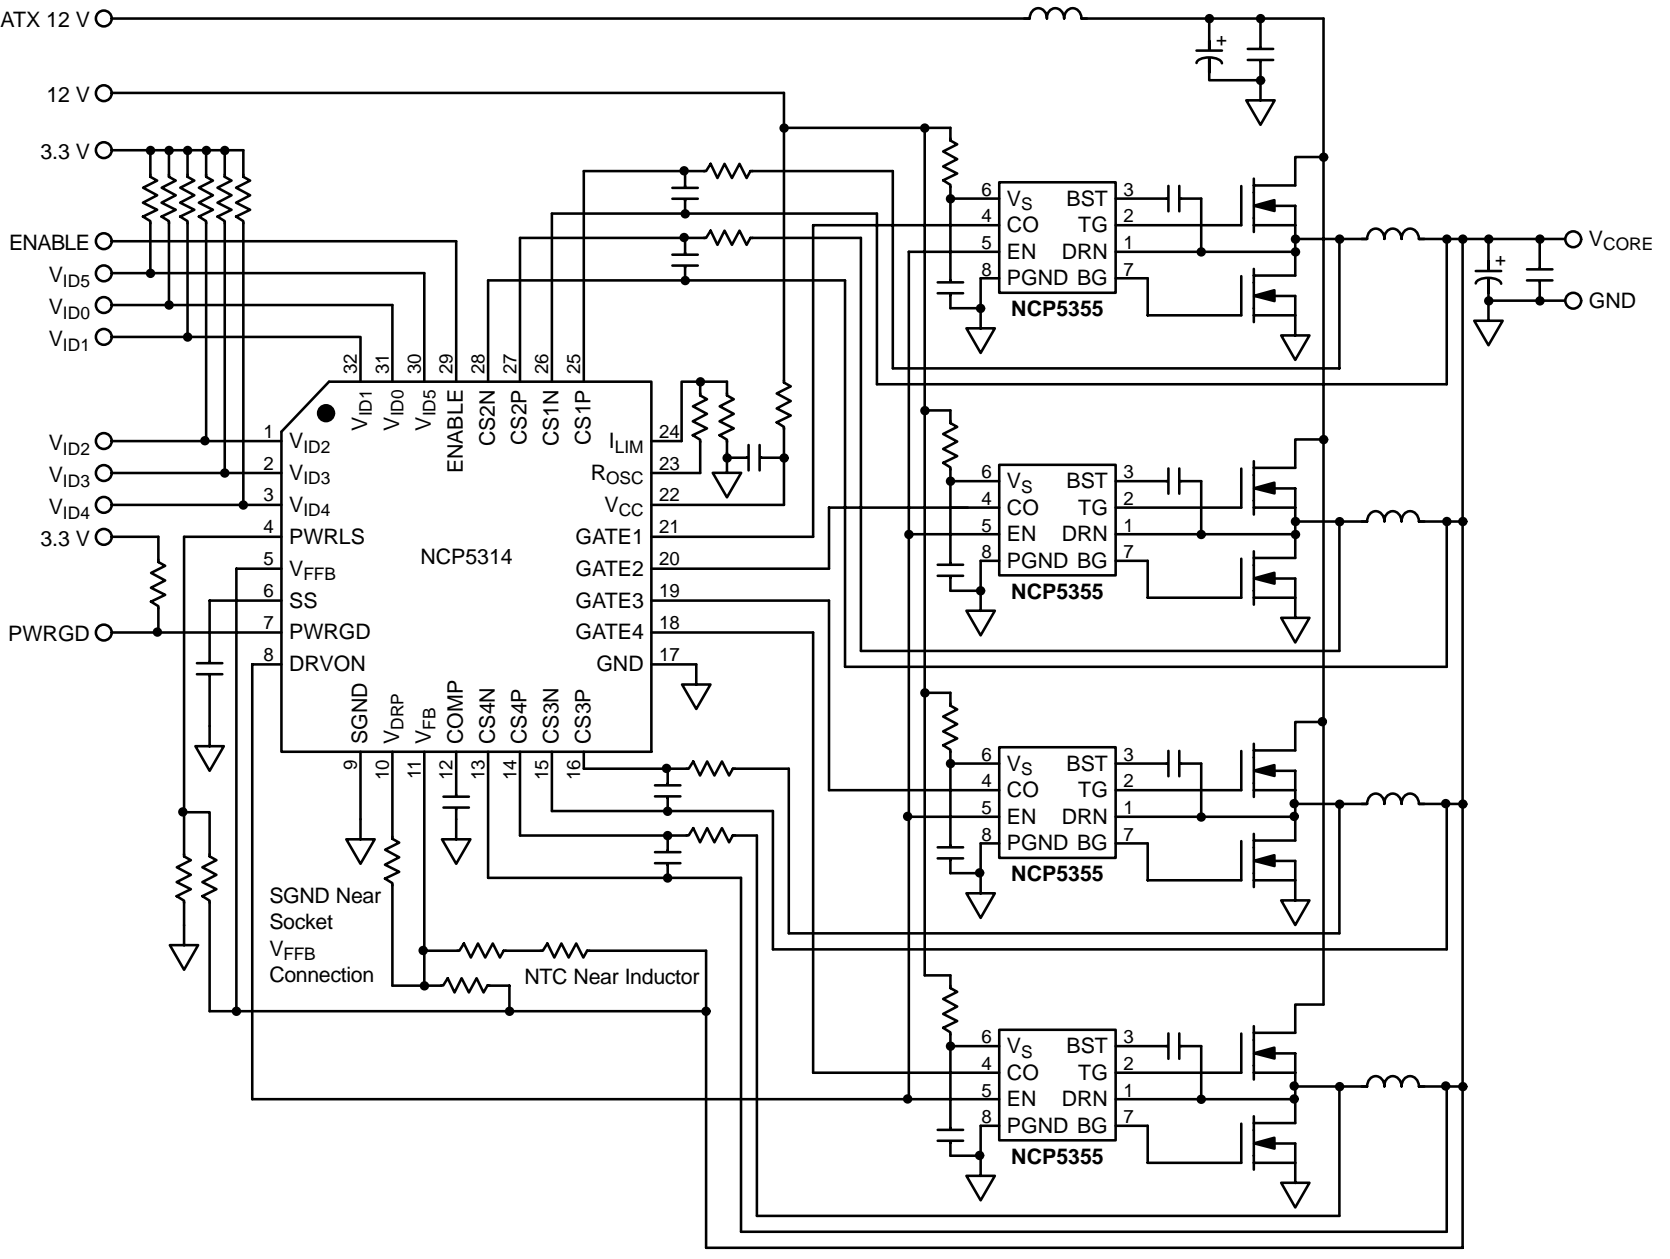 ATX 12 V
+
12 V
3.3 V
ENABLE
VID5
VID0
VID1
VID2
VID3
VID4
3.3 V
PWRGD
32 31 30 29 28 27 26 25
VID1 VID0 VID5 ENABLE CS2N CS2P CS1N CS1P
1 VID2
2 VID3
3 VID4
4 PWRLS
5 VFFB
6 SS
7 PWRGD
8 DRVON
NCP5314
ILIM 24
ROSC 23
VCC 22
GATE1 21
GATE2 20
GATE3 19
GATE4 18
GND 17
SGND VDRP VFB COMP CS4N CS4P CS3N CS3P
9 10 11 12 13 14 15 16
SGND Near
Socket
VFFB
Connection
NTC Near Inductor
6 VS BST 3
4 CO TG 2
5 EN DRN 1
8 PGND BG 7
NCP5355
VCORE
+
GND
6 VS BST 3
4 CO TG 2
5 EN DRN 1
8 PGND BG 7
NCP5355
6 VS BST 3
4 CO TG 2
5 EN DRN 1
8 PGND BG 7
NCP5355
6 VS BST 3
4 CO TG 2
5 EN DRN 1
8 PGND BG 7
NCP5355